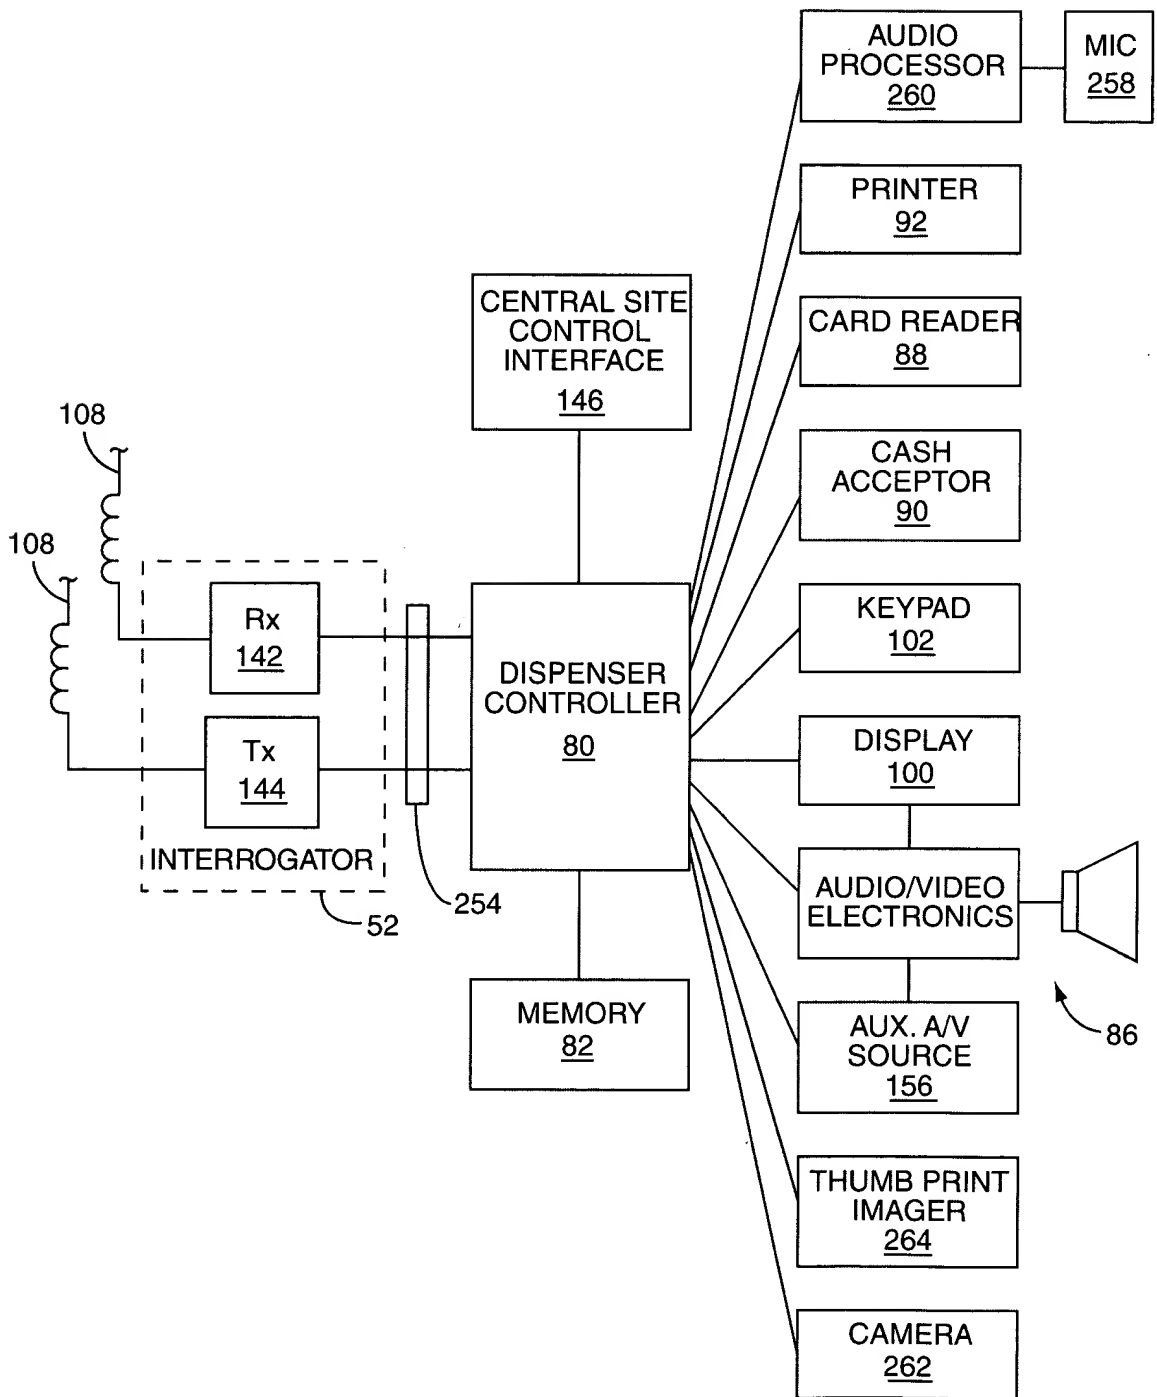 AUDIO
PROCESSOR
260
MIC
258
PRINTER
92
CENTRAL SITE
CONTROL
INTERFACE
146
CARD READER
88
108
108
CASH
ACCEPTOR
90
Rx
142
Tx
144
INTERROGATOR
52
254
DISPENSER
CONTROLLER
80
KEYPAD
102
DISPLAY
100
AUDIO/VIDEO
ELECTRONICS
86
MEMORY
82
AUX. A/V
SOURCE
156
THUMB PRINT
IMAGER
264
CAMERA
262